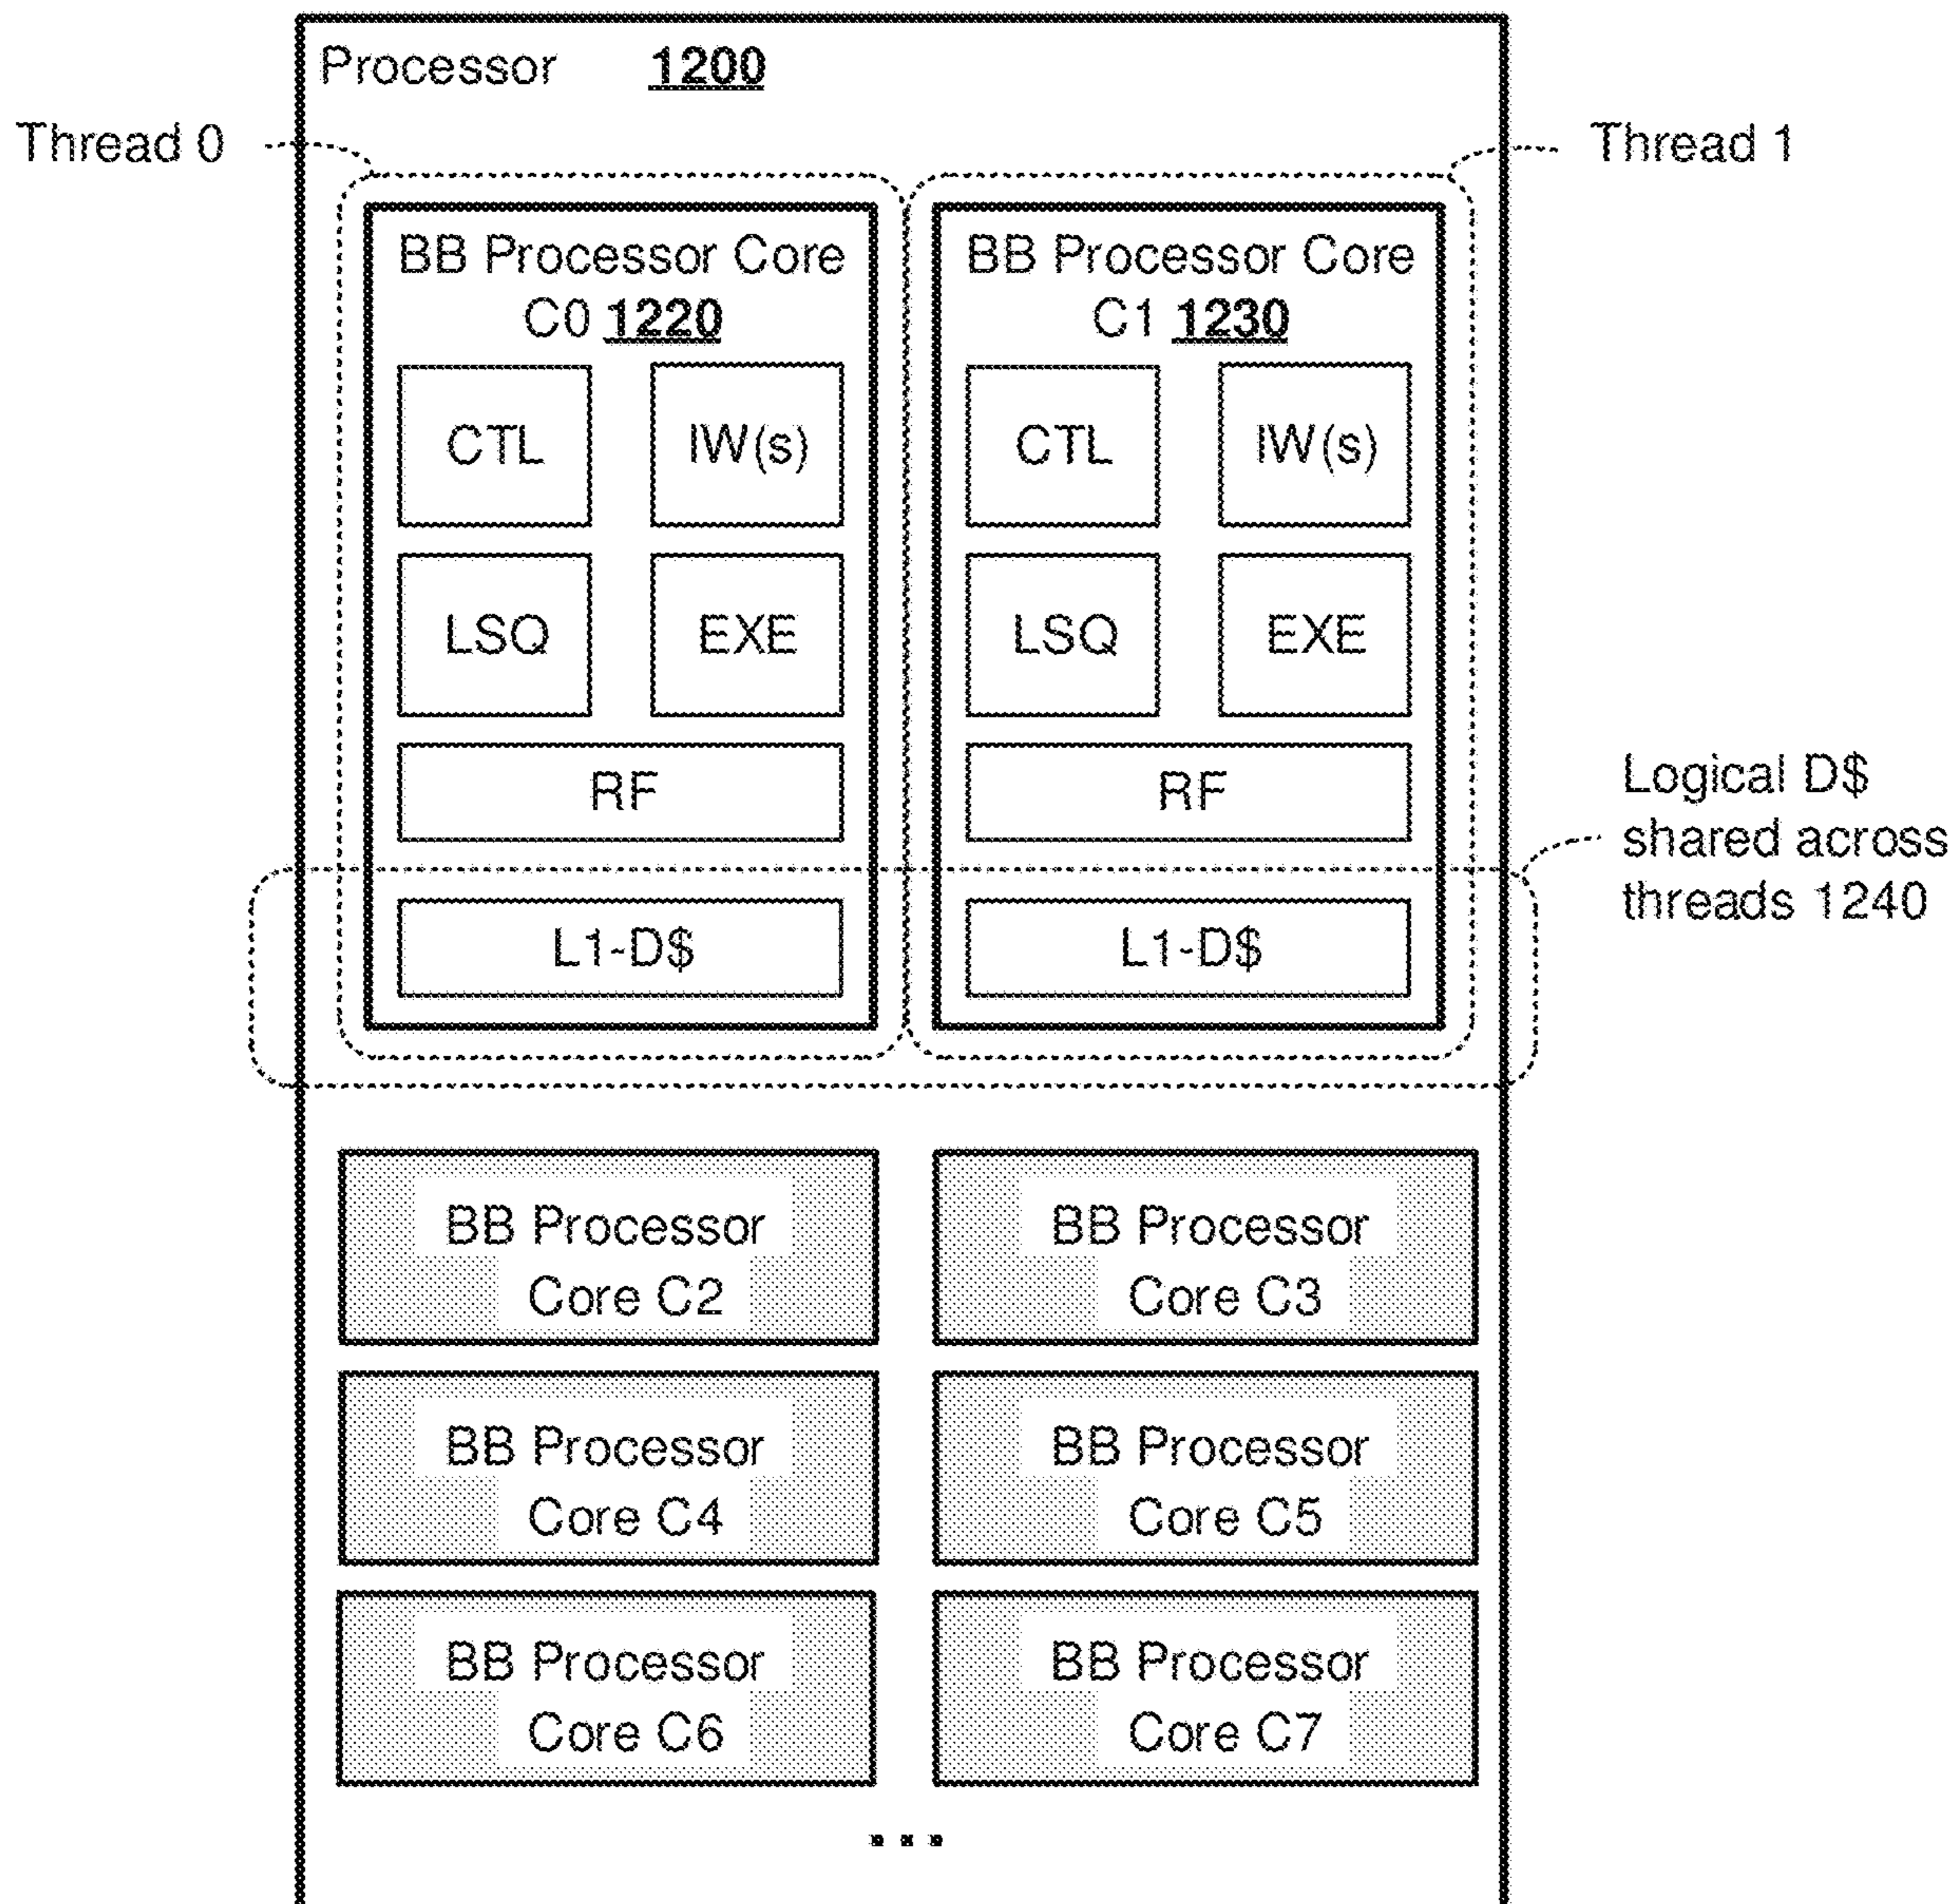 Processor 1200
Thread 0
Thread 1
BB Processor Core
C0 1220
CTL
IW(s)
LSQ
EXE
RF
L1-D$
BB Processor Core
C1 1230
CTL
IW(s)
LSQ
EXE
RF
L1-D$
Logical D$
shared across
threads 1240
BB Processor
Core C2
BB Processor
Core C3
BB Processor
Core C4
BB Processor
Core C5
BB Processor
Core C6
BB Processor
Core C7
...